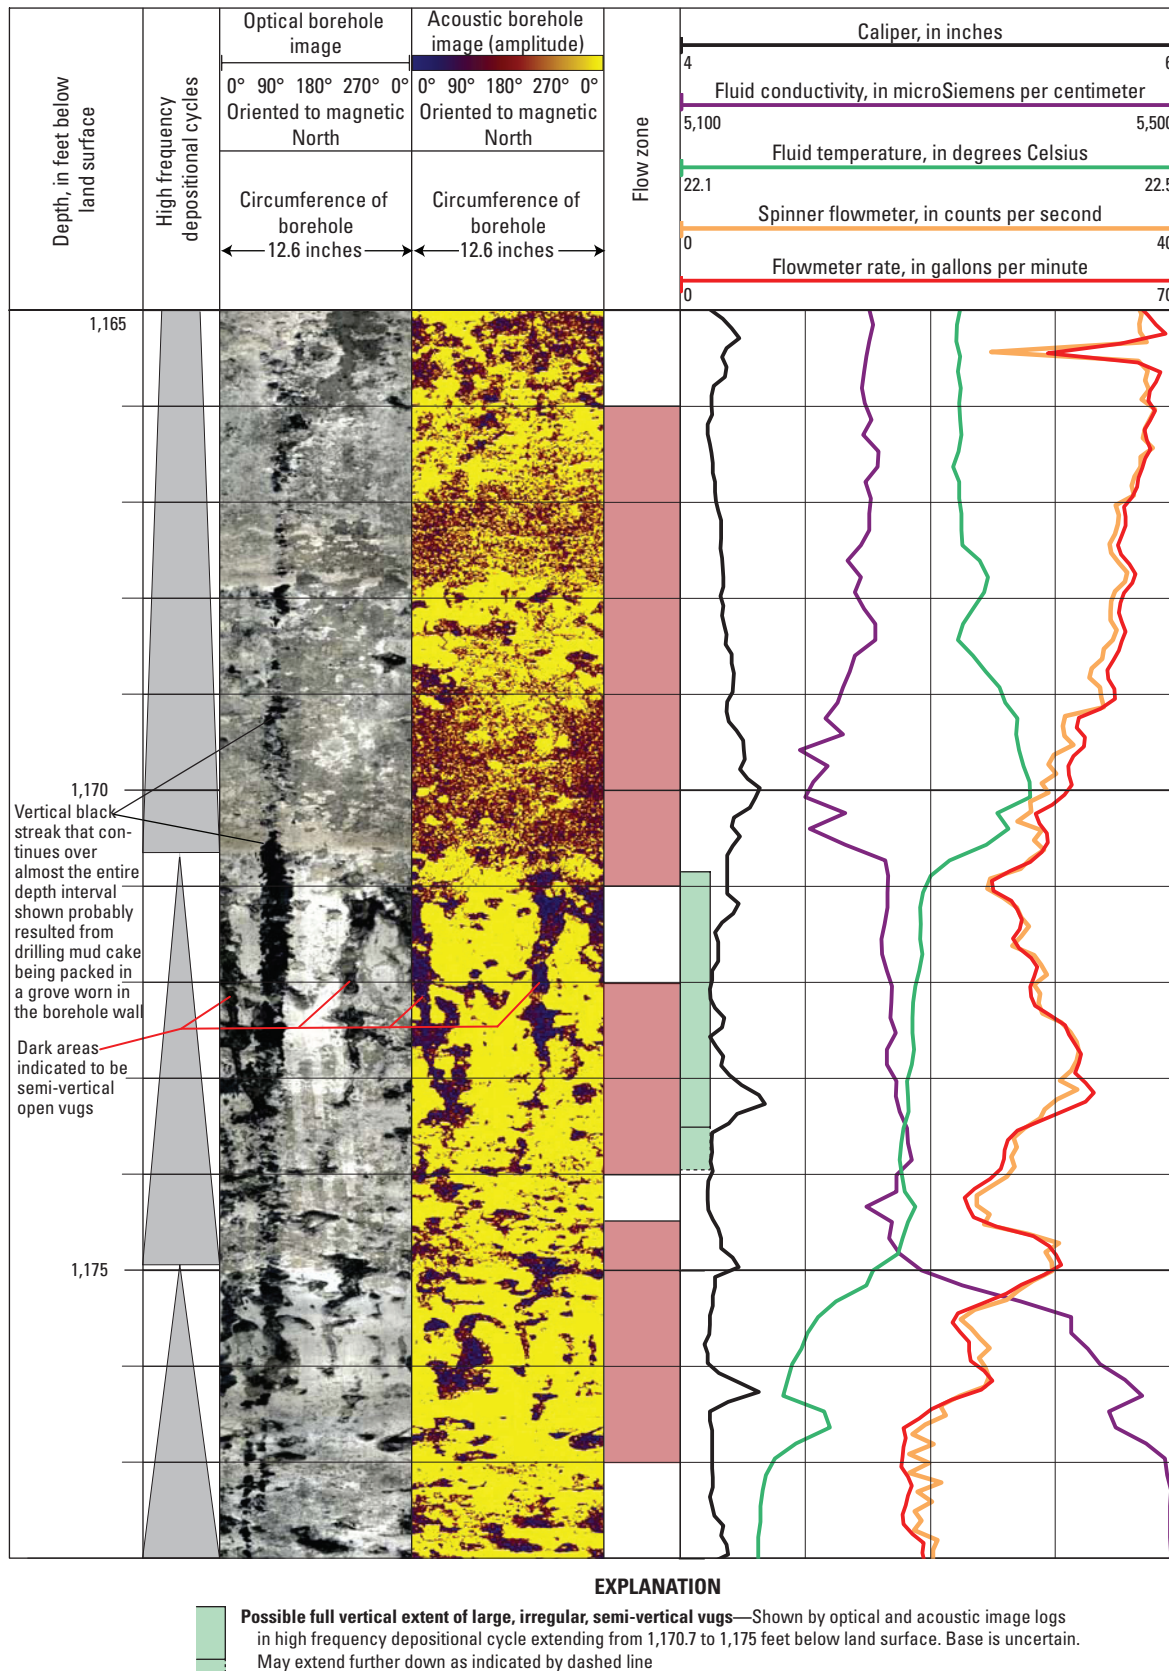 Depth, in feet below
land surface
High frequency
depositional cycles
Optical borehole
image
0° 90° 180° 270° 0°
Oriented to magnetic
North
Circumference of
borehole
12.6 inches
Acoustic borehole
image (amplitude)
0° 90° 180° 270° 0°
Oriented to magnetic
North
Circumference of
borehole
12.6 inches
Flow zone
Caliper, in inches
4 6
Fluid conductivity, in microSiemens per centimeter
5,100 5,500
Fluid temperature, in degrees Celsius
22.1 22.5
Spinner flowmeter, in counts per second
0 40
Flowmeter rate, in gallons per minute
0 70
1,165
1,170
Vertical black
streak that con-
tinues over
almost the entire
depth interval
shown probably
resulted from
drilling mud cake
being packed in
a grove worn in
the borehole wall
Dark areas
indicated to be
semi-vertical
open vugs
1,175
EXPLANATION
Possible full vertical extent of large, irregular, semi-vertical vugs—Shown by optical and acoustic image logs
in high frequency depositional cycle extending from 1,170.7 to 1,175 feet below land surface. Base is uncertain.
May extend further down as indicated by dashed line